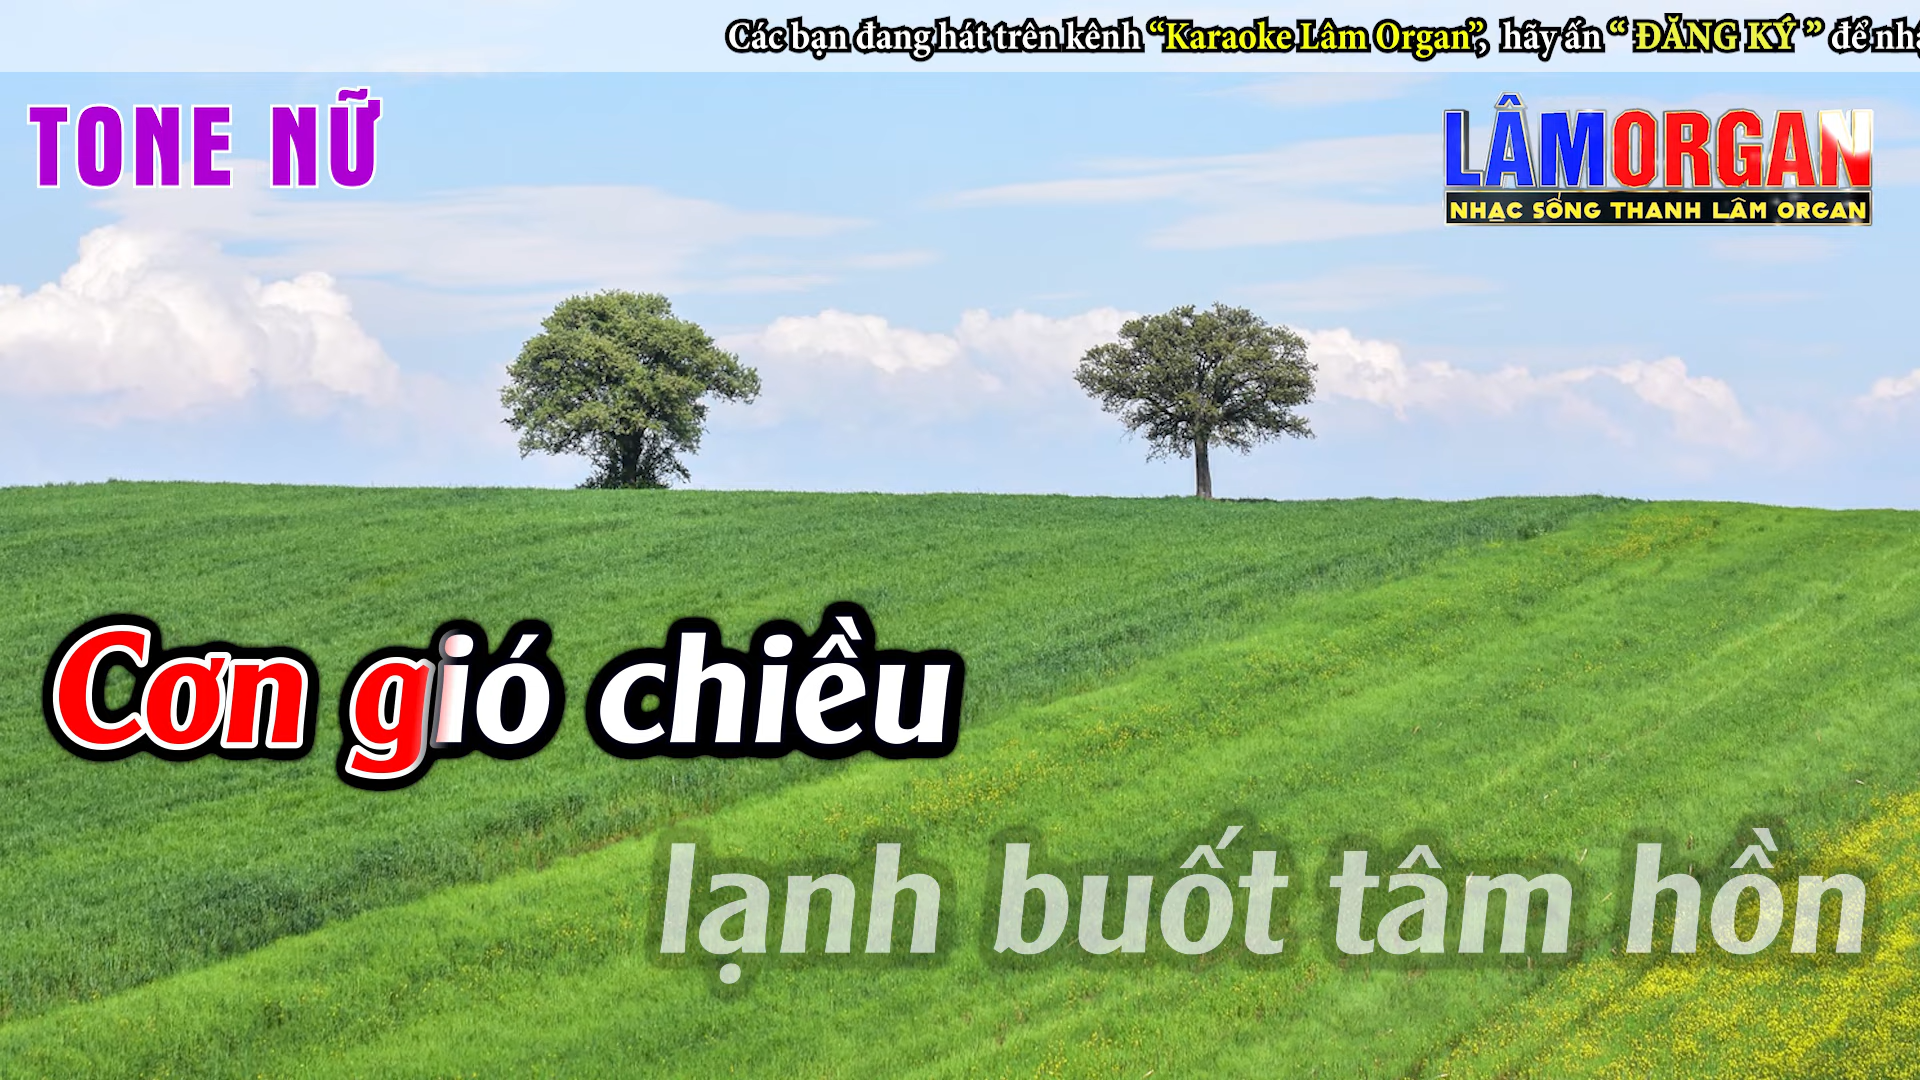 Các bạn đang hát trên kênh “Karaoke Lâm Organ”, hãy ấn “ ĐĂNG KÝ ” để
TONE NỮ
LÂMORGAN
NHẠC SỐNG THANH LÂM ORGAN
Cơn gió chiều
lạnh buốt tâm hồn